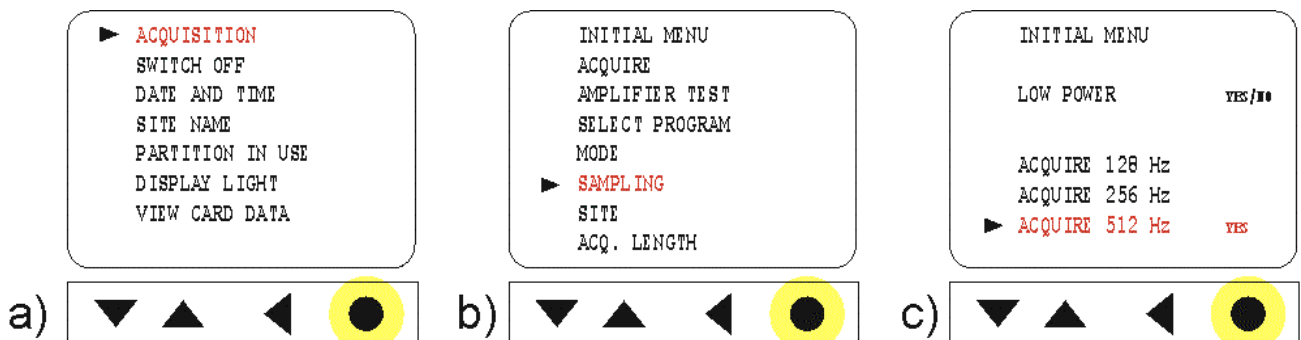 ACQUISITION
SWITCH OFF
DATE AND TIME
SITE NAME
PARTITION IN USE
DISPLAY LIGHT
VIEW CARD DATA
a)
INITIAL MENU
ACQUIRE
AMPLIFIER TEST
SELECT PROGRAM
MODE
SAMPLING
SITE
ACQ. LENGTH
b)
INITIAL MENU
LOW POWER YES/NO
ACQUIRE 128 Hz
ACQUIRE 256 Hz
ACQUIRE 512 Hz YES
c)